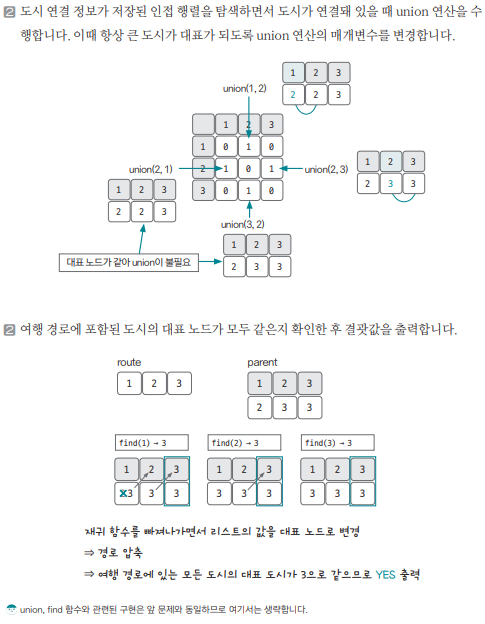 2 도시 연결 정보가 저장된 인접 행렬을 탐색하면서 도시가 연결돼 있을 때 union 연산을 수
행합니다. 이때 항상 큰 도시가 대표가 되도록 union 연산의 매개변수를 변경합니다.
union(1, 2)
1 2 3
2 2 3
1 2 3
1 0 1 0
2 1 0 1
3 0 1 0
union(2, 1)
1 2 3
2 2 3
union(2, 3)
1 2 3
2 3 3
union(3, 2)
1 2 3
2 3 3
대표 노드가 같아 union이 불필요
2 여행 경로에 포함된 도시의 대표 노드가 모두 같은지 확인한 후 결괏값을 출력합니다.
route
1 2 3
parent
1 2 3
2 3 3
find(1) → 3
1 2 3
2 3 3 3
find(2) → 3
1 2 3
3 3 3
find(3) → 3
1 2 3
3 3 3
재귀 함수를 빠져나가면서 리스트의 값을 대표 노드로 변경
⇒ 경로 압축
⇒ 여행 경로에 있는 모든 도시의 대표 도시가 3으로 같으므로 YES 출력
union, find 함수와 관련된 구현은 앞 문제와 동일하므로 여기서는 생략합니다.